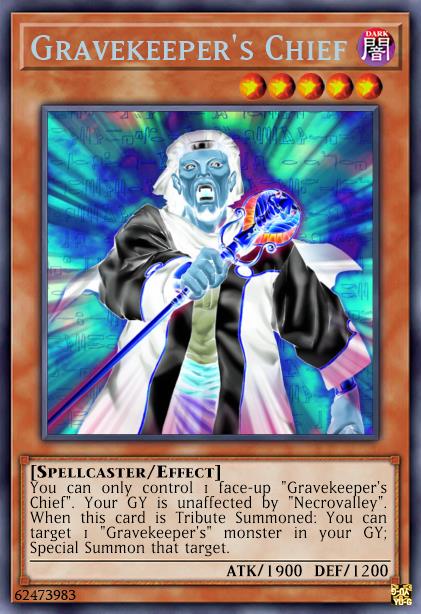 GRAVEKEEPER'S CHIEF
DARK
闇
[SPELLCASTER/EFFECT]
You can only control 1 face-up "Gravekeeper's
Chief". Your GY is unaffected by "Necrovalley".
When this card is Tribute Summoned: You can
target 1 "Gravekeeper's" monster in your GY;
Special Summon that target.
ATK/1900 DEF/1200
62473983